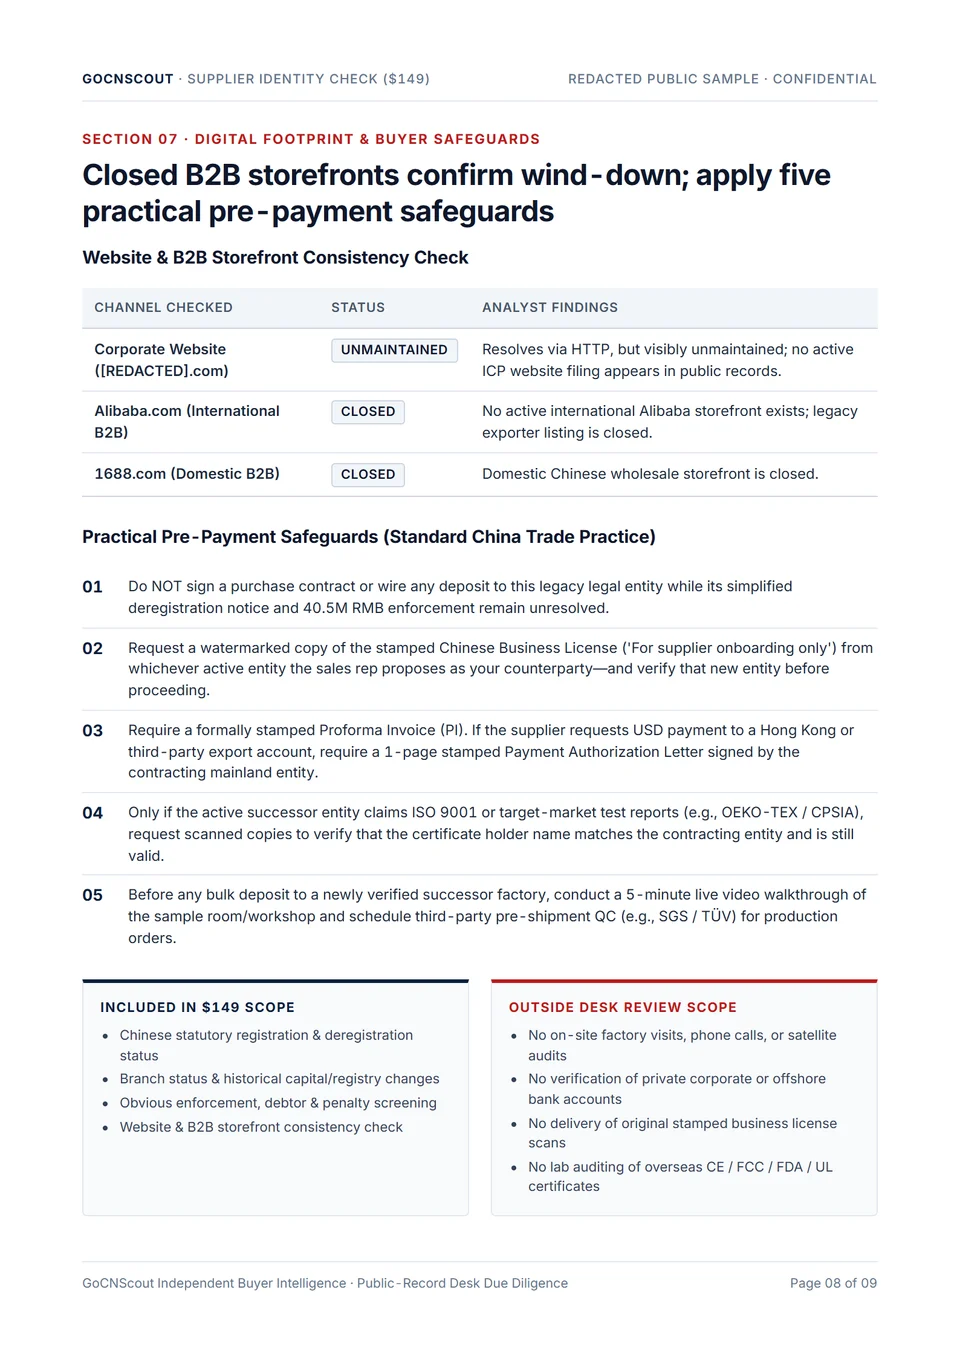 GOCNSCOUT · SUPPLIER IDENTITY CHECK ($149)
REDACTED PUBLIC SAMPLE · CONFIDENTIAL
SECTION 07 · DIGITAL FOOTPRINT & BUYER SAFEGUARDS
Closed B2B storefronts confirm wind-down; apply five
practical pre-payment safeguards
Website & B2B Storefront Consistency Check
CHANNEL CHECKED STATUS ANALYST FINDINGS
Corporate Website
([REDACTED].com)
UNMAINTAINED
Resolves via HTTP, but visibly unmaintained; no active
ICP website filing appears in public records.
Alibaba.com (International
B2B)
CLOSED
No active international Alibaba storefront exists; legacy
exporter listing is closed.
1688.com (Domestic B2B)
CLOSED
Domestic Chinese wholesale storefront is closed.
Practical Pre-Payment Safeguards (Standard China Trade Practice)
01 Do NOT sign a purchase contract or wire any deposit to this legacy legal entity while its simplified
deregistration notice and 40.5M RMB enforcement remain unresolved.
02 Request a watermarked copy of the stamped Chinese Business License ('For supplier onboarding only') from
whichever active entity the sales rep proposes as your counterparty—and verify that new entity before
proceeding.
03 Require a formally stamped Proforma Invoice (PI). If the supplier requests USD payment to a Hong Kong or
third-party export account, require a 1-page stamped Payment Authorization Letter signed by the
contracting mainland entity.
04 Only if the active successor entity claims ISO 9001 or target-market test reports (e.g., OEKO-TEX / CPSIA),
request scanned copies to verify that the certificate holder name matches the contracting entity and is still
valid.
05 Before any bulk deposit to a newly verified successor factory, conduct a 5-minute live video walkthrough of
the sample room/workshop and schedule third-party pre-shipment QC (e.g., SGS / TÜV) for production
orders.
INCLUDED IN $149 SCOPE
• Chinese statutory registration & deregistration
status
• Branch status & historical capital/registry changes
• Obvious enforcement, debtor & penalty screening
• Website & B2B storefront consistency check
OUTSIDE DESK REVIEW SCOPE
• No on-site factory visits, phone calls, or satellite
audits
• No verification of private corporate or offshore
bank accounts
• No delivery of original stamped business license
scans
• No lab auditing of overseas CE / FCC / FDA / UL
certificates
GoCNScout Independent Buyer Intelligence · Public-Record Desk Due Diligence
Page 08 of 09